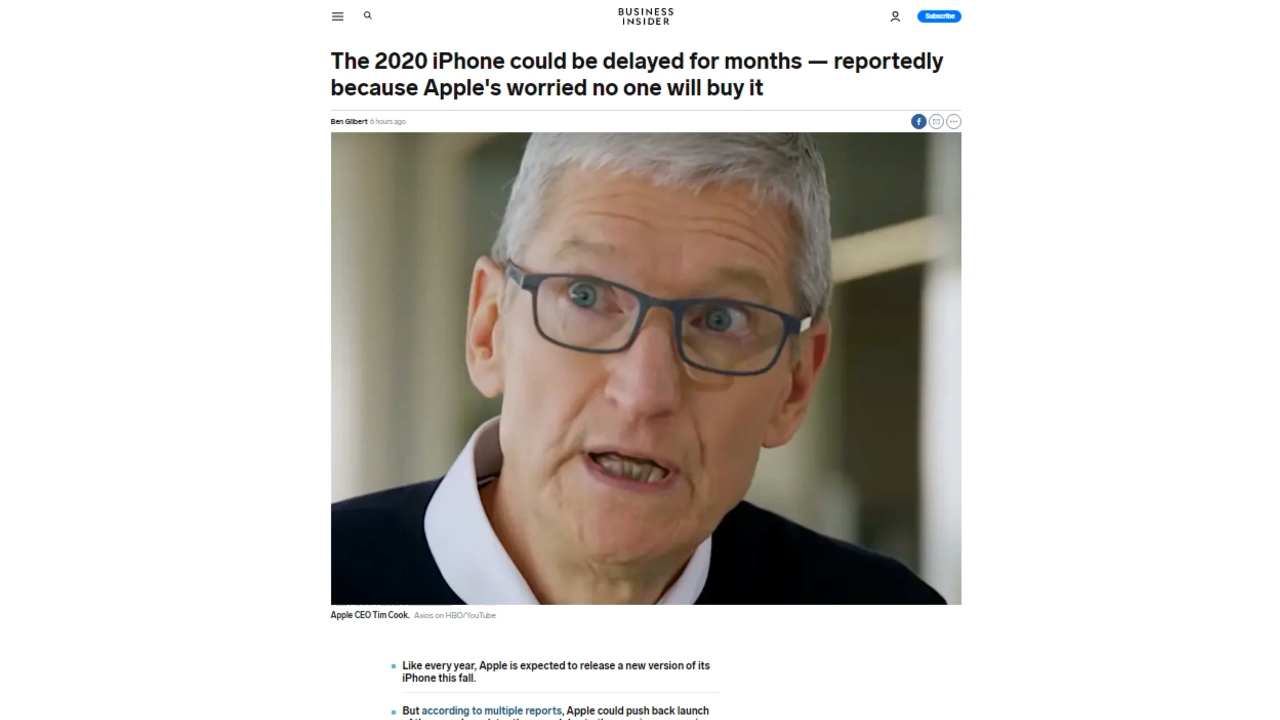 BUSINESS
INSIDER
Subscribe
The 2020 iPhone could be delayed for months — reportedly
because Apple's worried no one will buy it
Ben Gilbert 6 hours ago
Apple CEO Tim Cook. Axios on HBO/YouTube
Like every year, Apple is expected to release a new version of its
iPhone this fall.
But according to multiple reports, Apple could push back launch